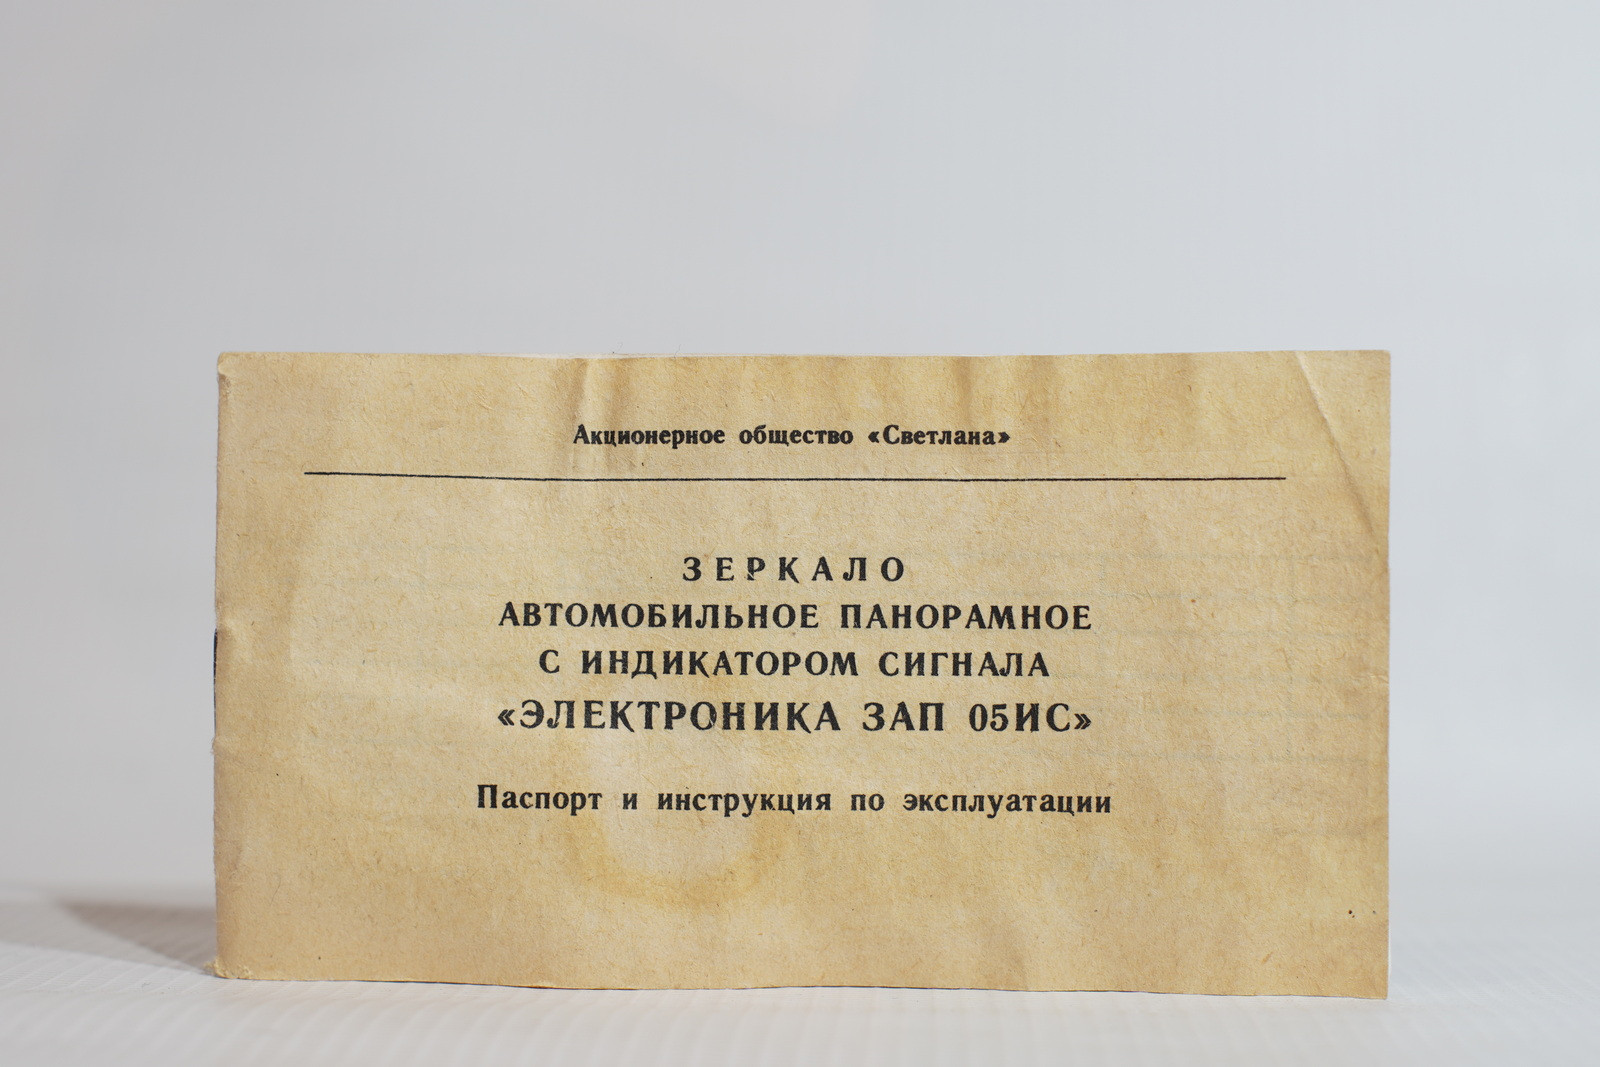 Акционерное общество «Светлана»
ЗЕРКАЛО
АВТОМОБИЛЬНОЕ ПАНОРАМНОЕ
С ИНДИКАТОРОМ СИГНАЛА
«ЭЛЕКТРОНИКА ЗАП 05ИС»
Паспорт и инструкция по эксплуатации